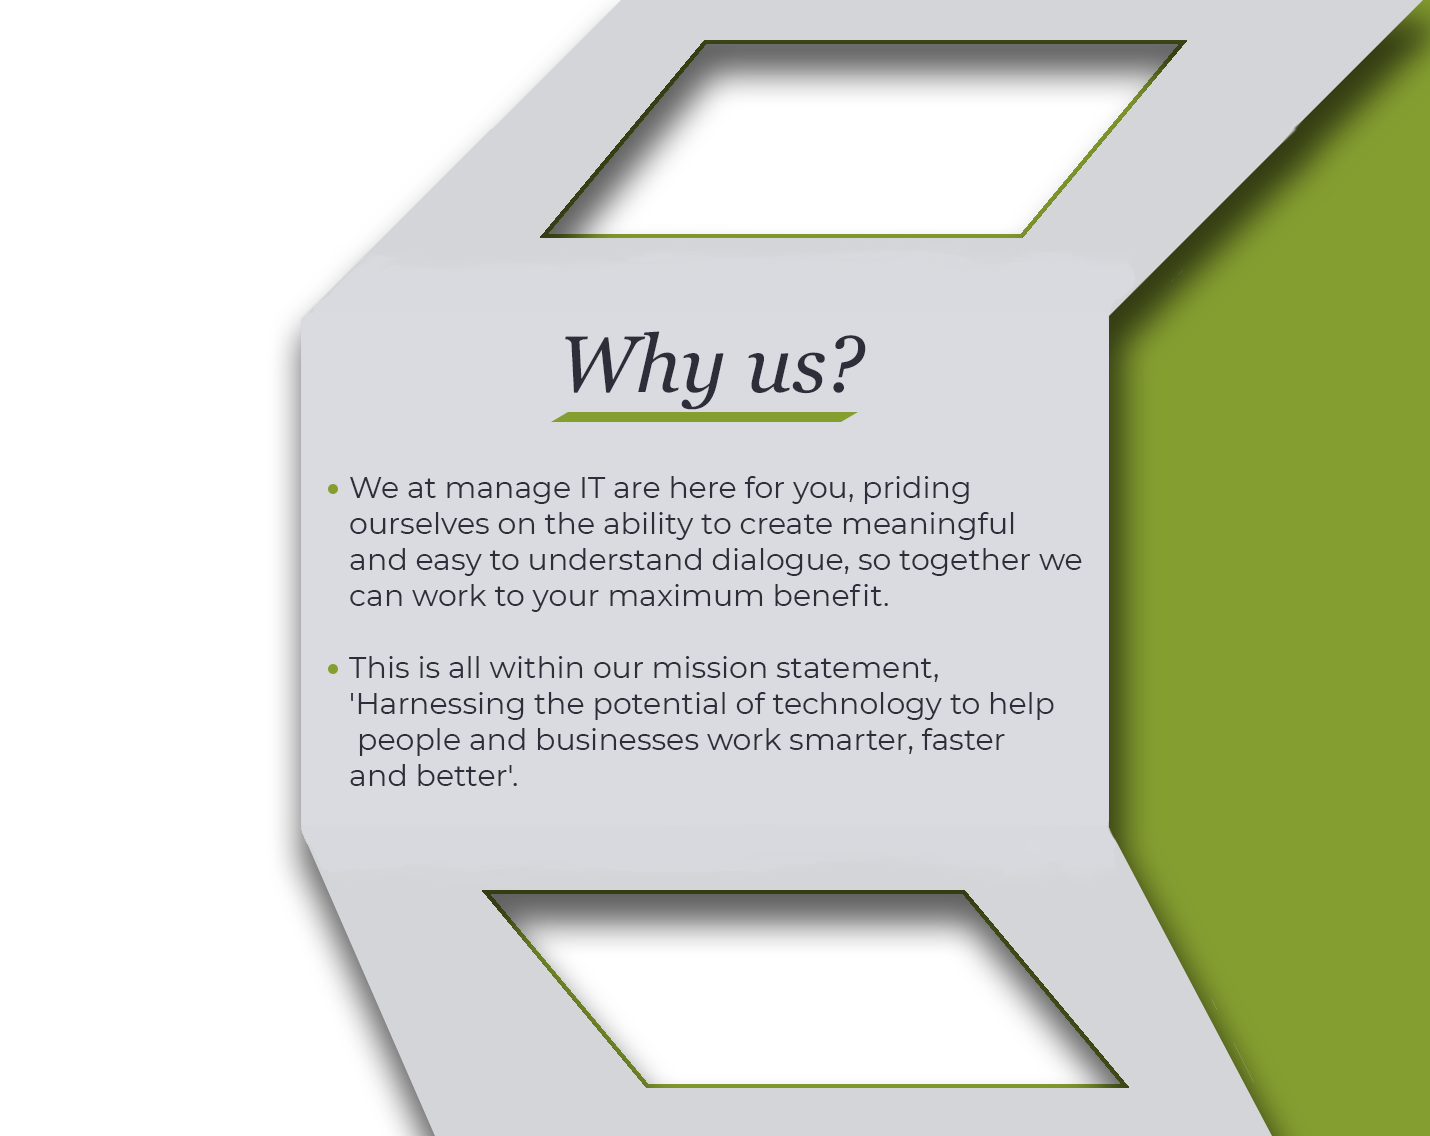 Why us?
• We at manage IT are here for you, priding
ourselves on the ability to create meaningful
and easy to understand dialogue, so together we
can work to your maximum benefit.
• This is all within our mission statement,
'Harnessing the potential of technology to help
people and businesses work smarter, faster
and better'.